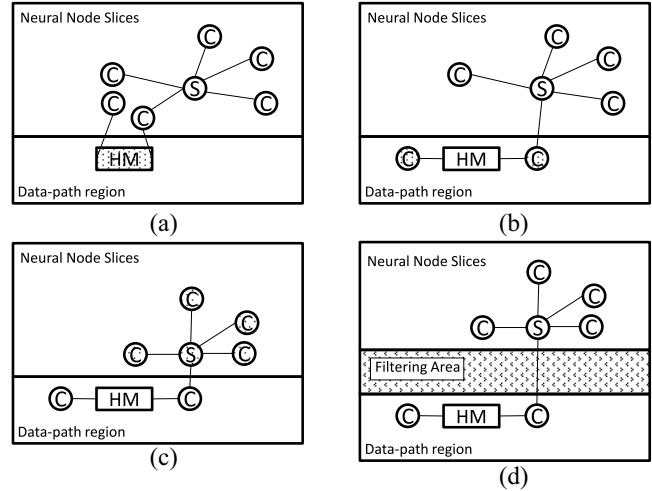 Neural Node Slices
C
C
C
S
C
C
C
HM
Data-path region
(a)
Neural Node Slices
C
C
C
S
C
C
HM
C
Data-path region
(b)
Neural Node Slices
C
C
C
S
C
C
HM
C
Data-path region
(c)
Neural Node Slices
C
C
C
S
C
Filtering Area
C
HM
C
Data-path region
(d)